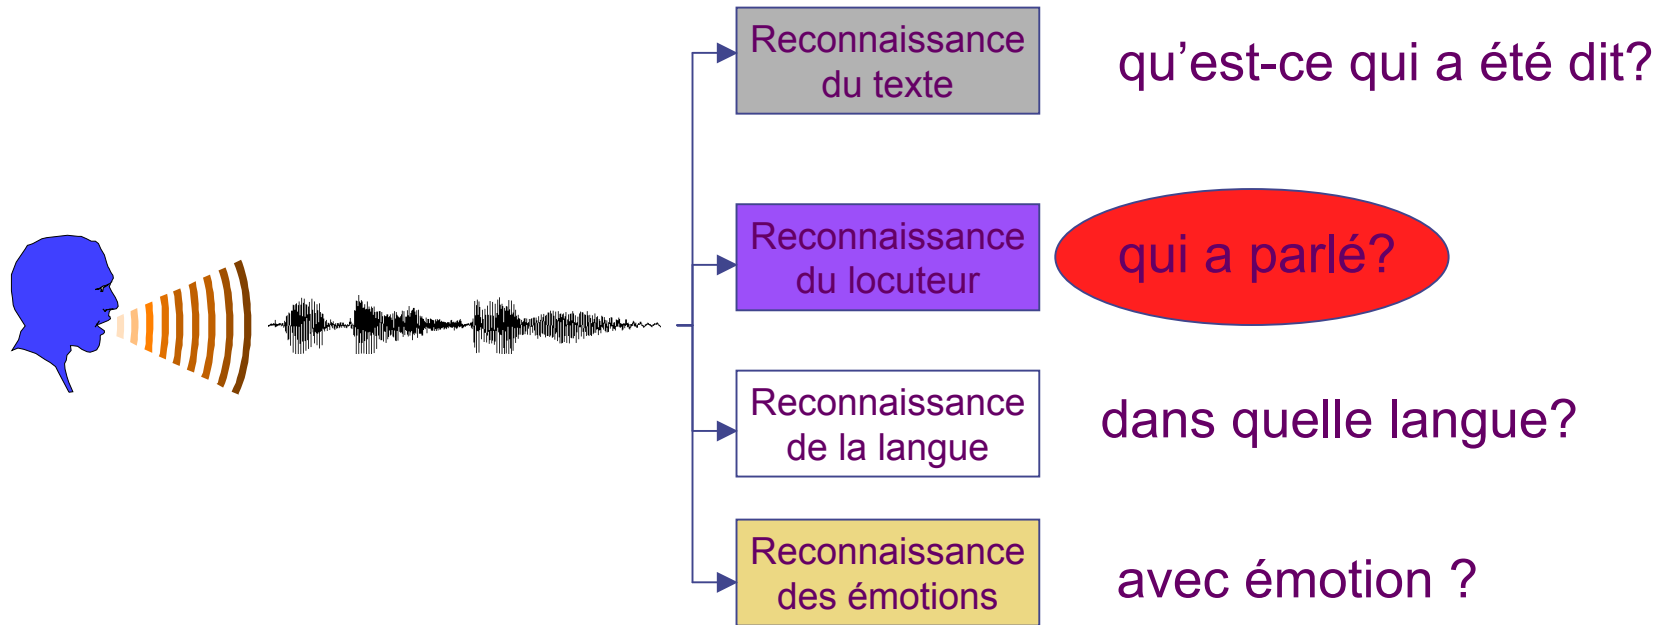 Reconnaissance
du texte
qu’est-ce qui a été dit?
Reconnaissance
du locuteur
qui a parlé?
Reconnaissance
de la langue
dans quelle langue?
Reconnaissance
des émotions
avec émotion ?